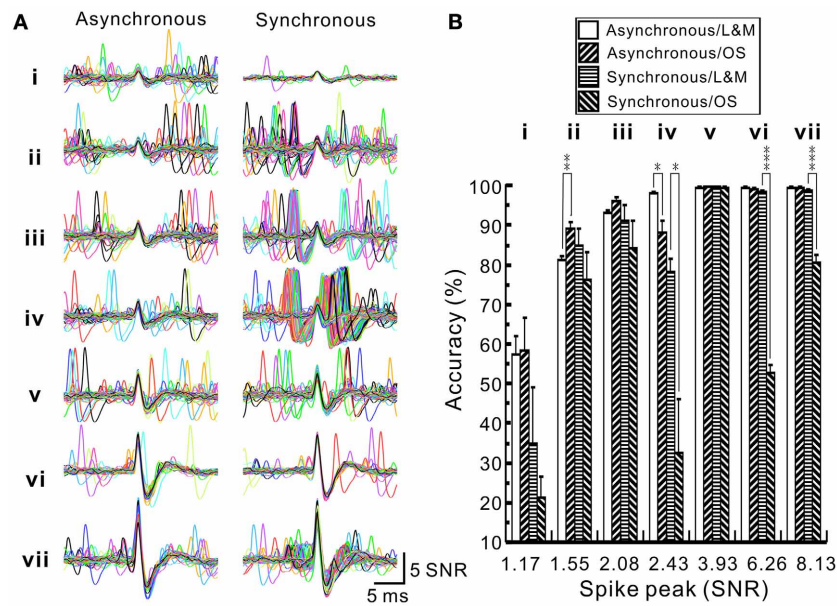 A
Asynchronous
Synchronous
i
ii
iii
iv
v
vi
vii
5 SNR
5 ms
B
Asynchronous/L&M
Asynchronous/OS
Synchronous/L&M
Synchronous/OS
i ii iii iv v vi vii
** * * *** ***
Accuracy (%)
100
90
80
70
60
50
40
30
20
10
1.17 1.55 2.08 2.43 3.93 6.26 8.13
Spike peak (SNR)